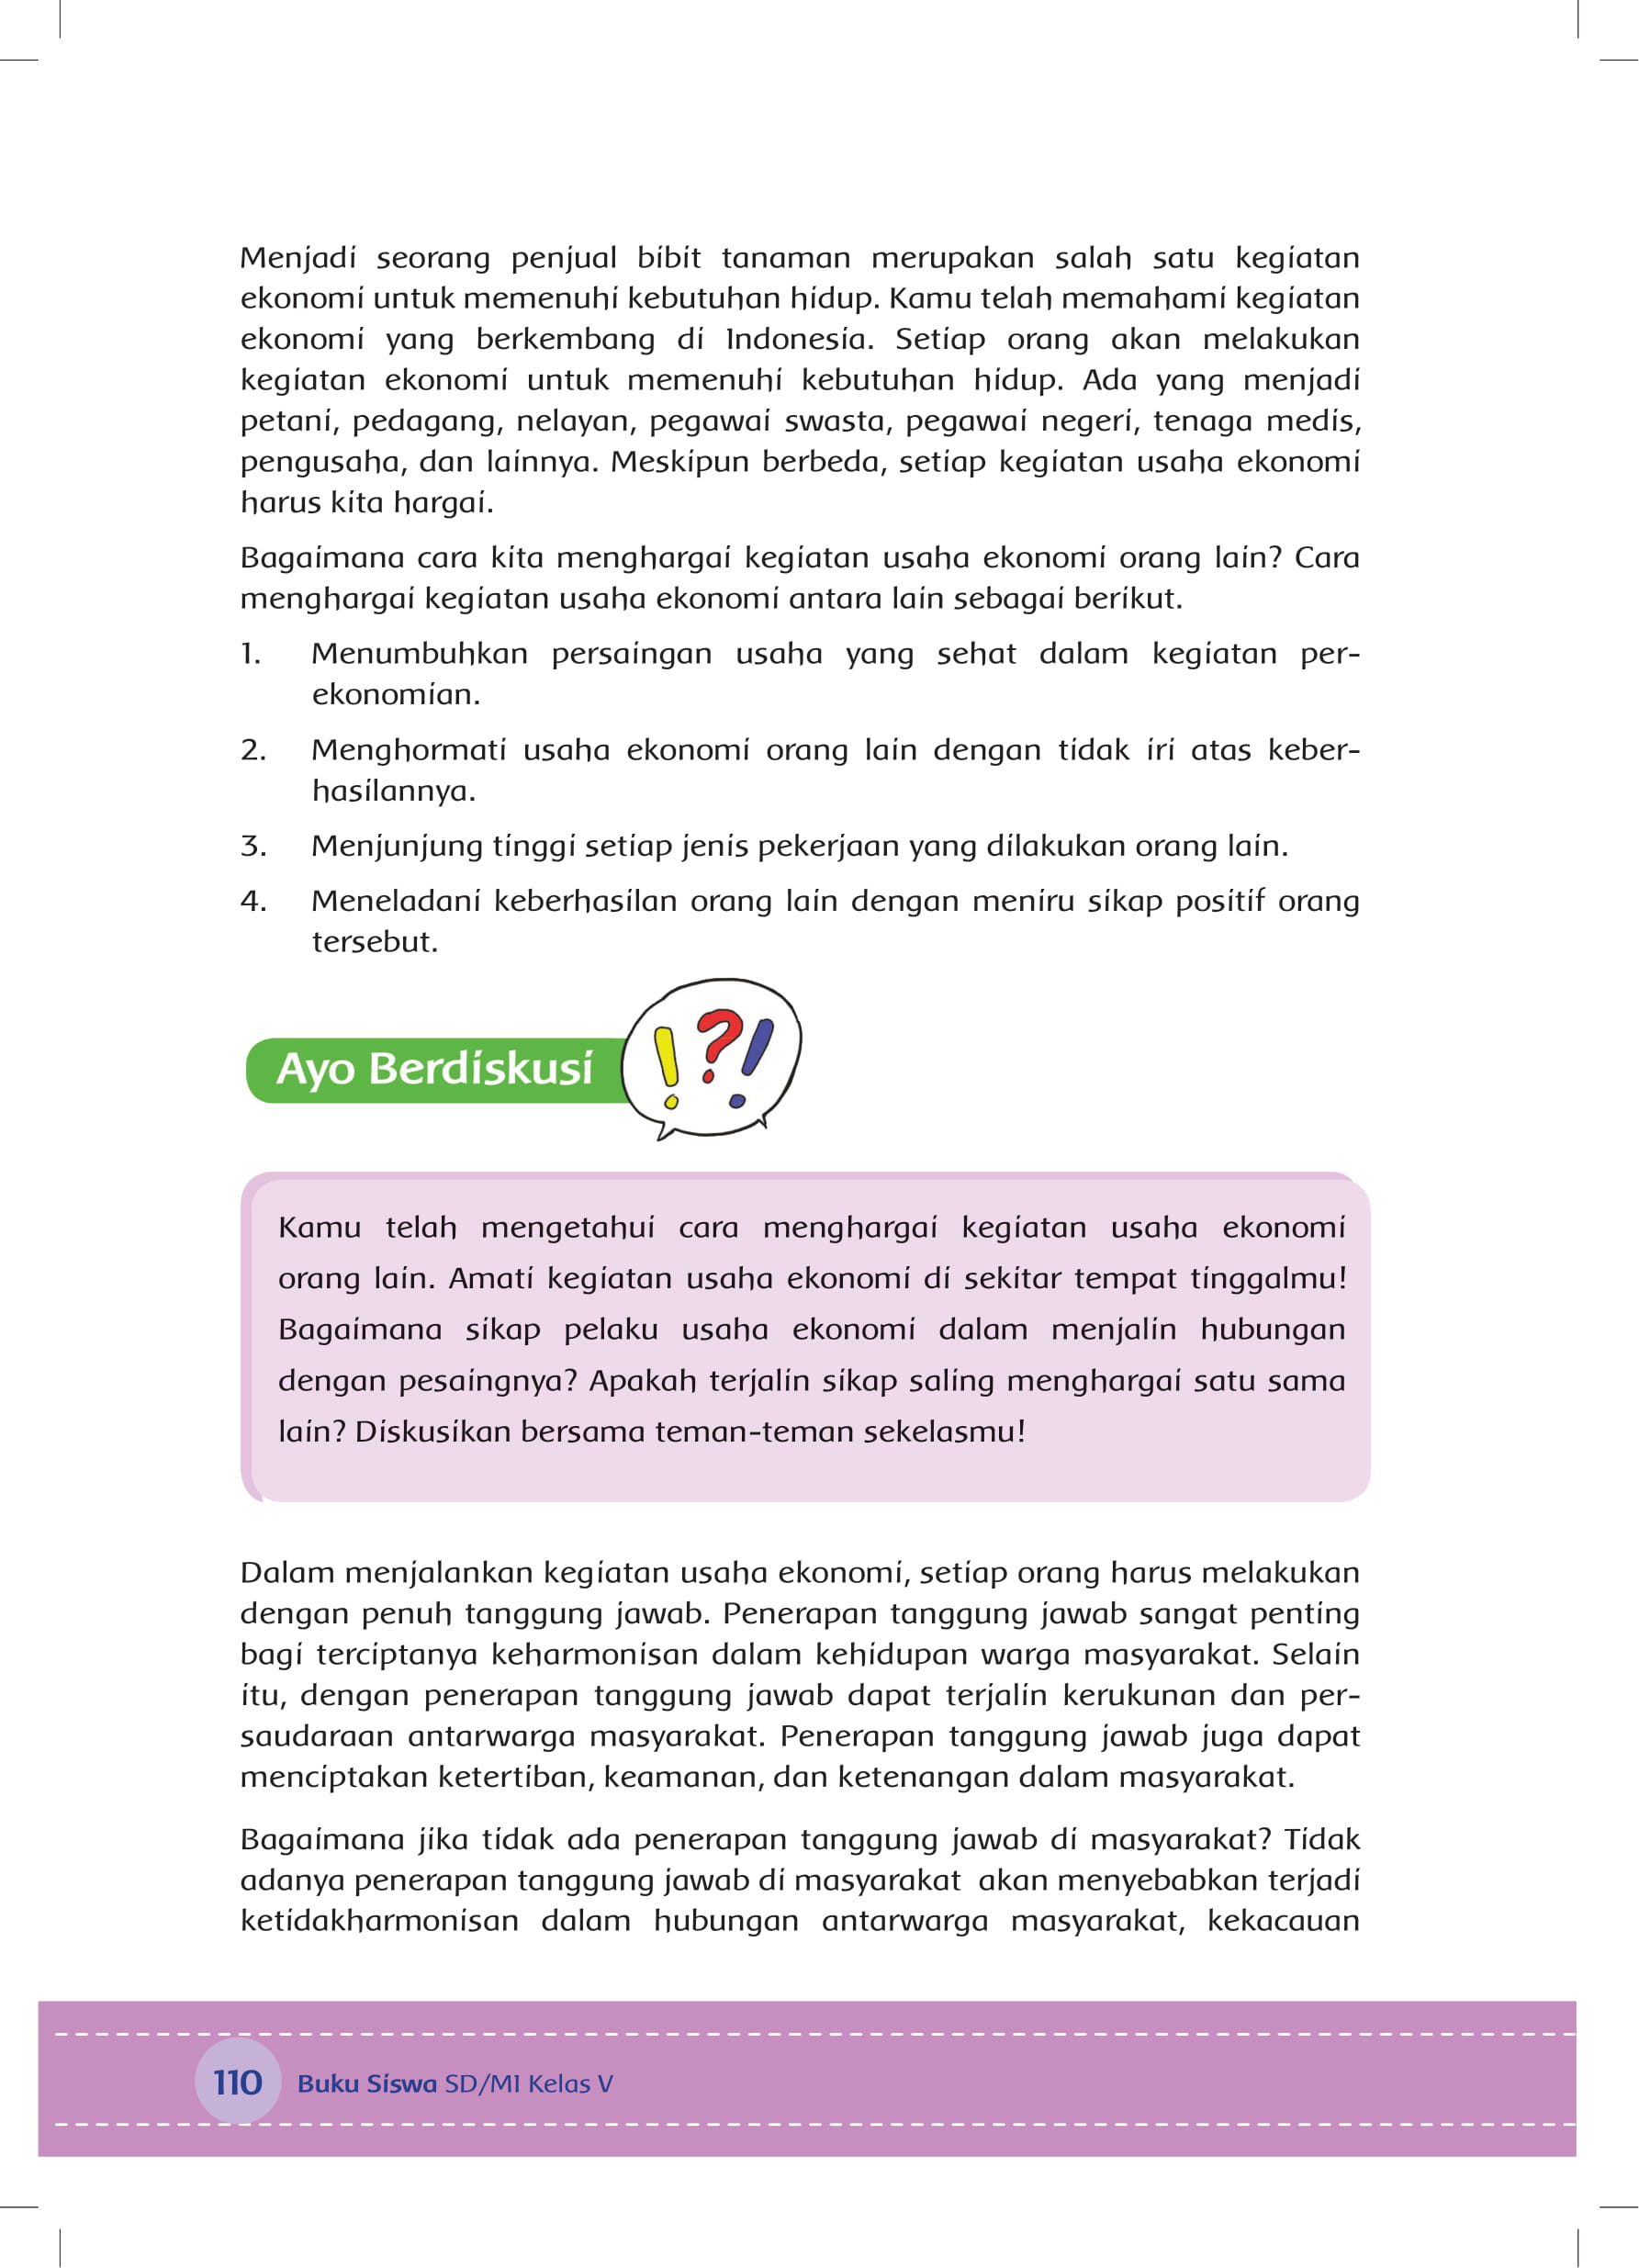 Menjadi seorang penjual bibit tanaman merupakan salah satu kegiatan
ekonomi untuk memenuhi kebutuhan hidup. Kamu telah memahami kegiatan
ekonomi yang berkembang di Indonesia. Setiap orang akan melakukan
kegiatan ekonomi untuk memenuhi kebutuhan hidup. Ada yang menjadi
petani, pedagang, nelayan, pegawai swasta, pegawai negeri, tenaga medis,
pengusaha, dan lainnya. Meskipun berbeda, setiap kegiatan usaha ekonomi
harus kita hargai.
Bagaimana cara kita menghargai kegiatan usaha ekonomi orang lain? Cara
menghargai kegiatan usaha ekonomi antara lain sebagai berikut.
1. Menumbuhkan persaingan usaha yang sehat dalam kegiatan per-
ekonomian.
2. Menghormati usaha ekonomi orang lain dengan tidak iri atas keber-
hasilannya.
3. Menjunjung tinggi setiap jenis pekerjaan yang dilakukan orang lain.
4. Meneladani keberhasilan orang lain dengan meniru sikap positif orang
tersebut.
Ayo Berdiskusi
!?!
Kamu telah mengetahui cara menghargai kegiatan usaha ekonomi
orang lain. Amati kegiatan usaha ekonomi di sekitar tempat tinggalmu!
Bagaimana sikap pelaku usaha ekonomi dalam menjalin hubungan
dengan pesaingnya? Apakah terjalin sikap saling menghargai satu sama
lain? Diskusikan bersama teman-teman sekelasmu!
Dalam menjalankan kegiatan usaha ekonomi, setiap orang harus melakukan
dengan penuh tanggung jawab. Penerapan tanggung jawab sangat penting
bagi terciptanya keharmonisan dalam kehidupan warga masyarakat. Selain
itu, dengan penerapan tanggung jawab dapat terjalin kerukunan dan per-
saudaraan antarwarga masyarakat. Penerapan tanggung jawab juga dapat
menciptakan ketertiban, keamanan, dan ketenangan dalam masyarakat.
Bagaimana jika tidak ada penerapan tanggung jawab di masyarakat? Tidak
adanya penerapan tanggung jawab di masyarakat akan menyebabkan terjadi
ketidakharmonisan dalam hubungan antarwarga masyarakat, kekacauan
110 Buku Siswa SD/MI Kelas V